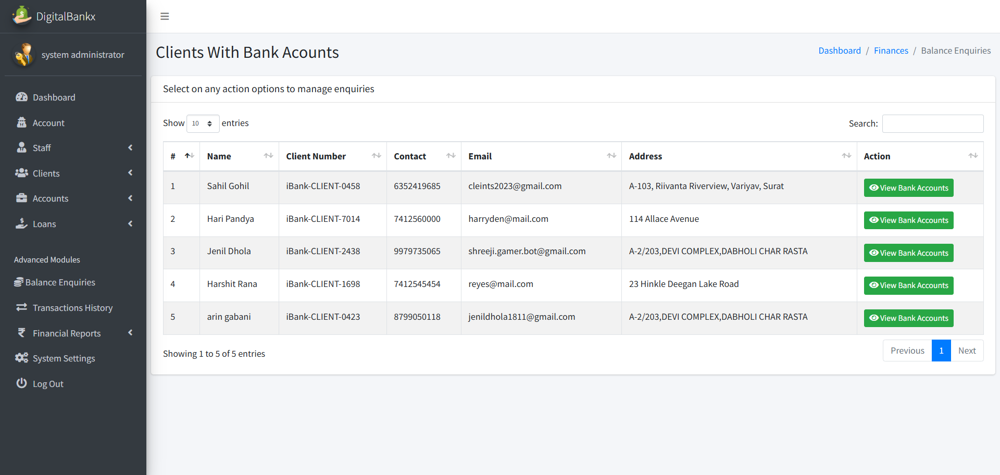 DigitalBankx
system administrator
Dashboard
Account
Staff
Clients
Accounts
Loans
Advanced Modules
Balance Enquiries
Transactions History
Financial Reports
System Settings
Log Out
Clients With Bank Acounts
Dashboard / Finances / Balance Enquiries
Select on any action options to manage enquiries
Show 10 entries
Search:
# Name Client Number Contact Email Address Action
1 Sahil Gohil iBank-CLIENT-0458 6352419685 cleints2023@gmail.com A-103, Riivanta Riverview, Variyav, Surat View Bank Accounts
2 Hari Pandya iBank-CLIENT-7014 7412560000 harryden@mail.com 114 Allace Avenue View Bank Accounts
3 Jenil Dhola iBank-CLIENT-2438 9979735065 shreeji.gamer.bot@gmail.com A-2/203,DEVI COMPLEX,DABHOLI CHAR RASTA View Bank Accounts
4 Harshit Rana iBank-CLIENT-1698 7412545454 reyes@mail.com 23 Hinkle Deegan Lake Road View Bank Accounts
5 arin gabani iBank-CLIENT-0423 8799050118 jenildhola1811@gmail.com A-2/203,DEVI COMPLEX,DABHOLI CHAR RASTA View Bank Accounts
Showing 1 to 5 of 5 entries
Previous 1 Next